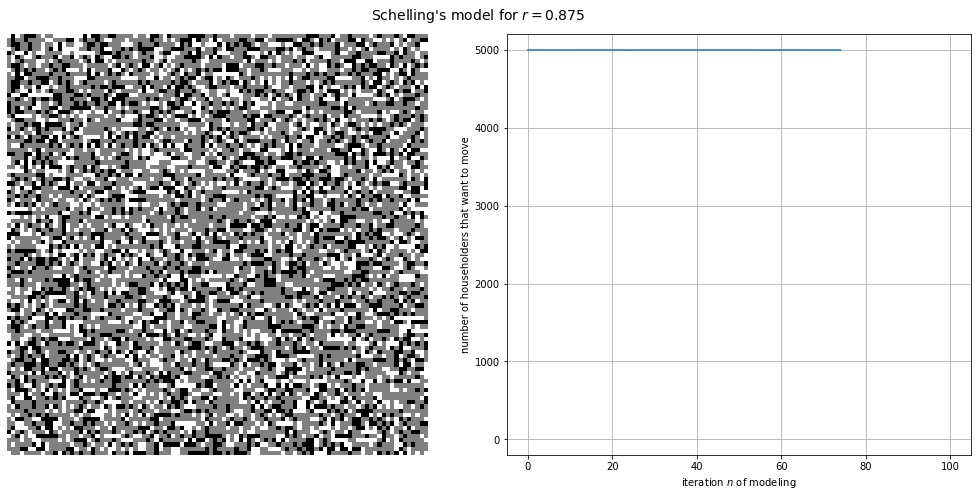 Schelling's model for r = 0.875
number of householders that want to move
5000
4000
3000
2000
1000
0
0 20 40 60 80 100
iteration n of modeling